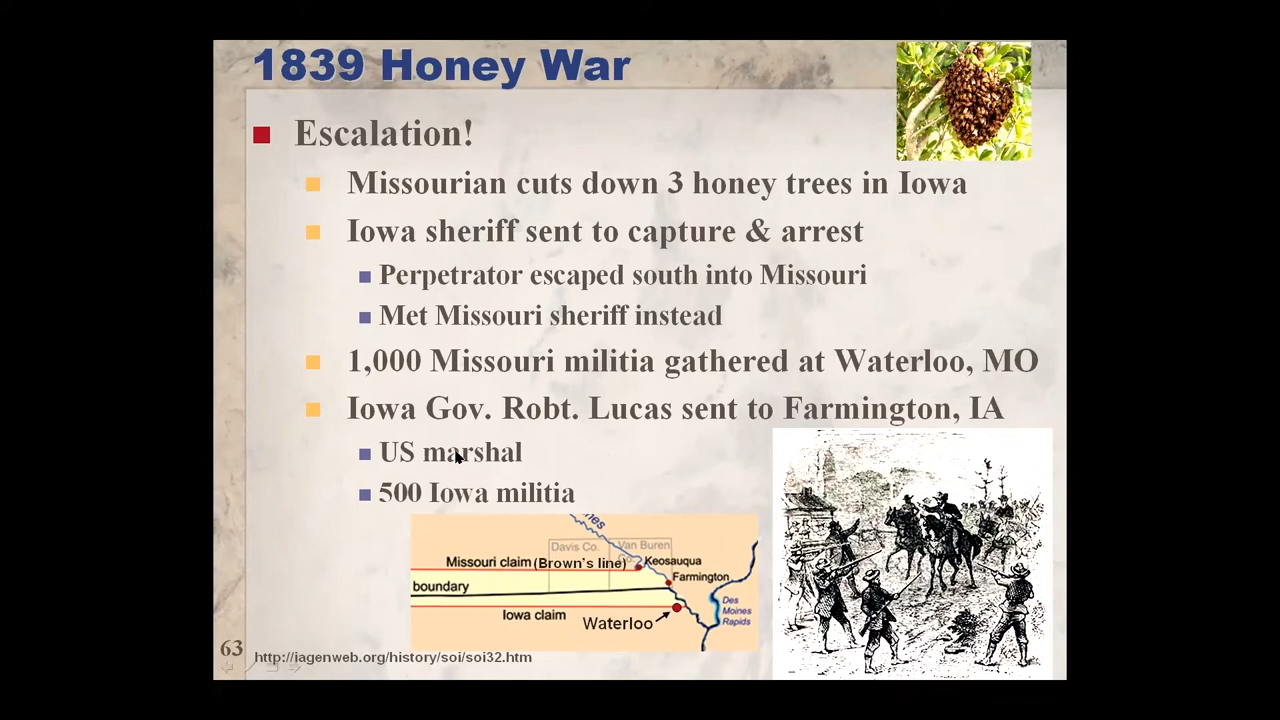 1839 Honey War
Escalation!
Missourian cuts down 3 honey trees in Iowa
Iowa sheriff sent to capture & arrest
Perpetrator escaped south into Missouri
Met Missouri sheriff instead
1,000 Missouri militia gathered at Waterloo, MO
Iowa Gov. Robt. Lucas sent to Farmington, IA
US marshal
500 Iowa militia
nes
Davis Co.
Van Buren
Missouri claim (Brown's line)
Keosauqua
Farmington
boundary
Iowa claim
Waterloo
Des
Moines
Rapids
63
http://iagenweb.org/history/soi/soi32.htm